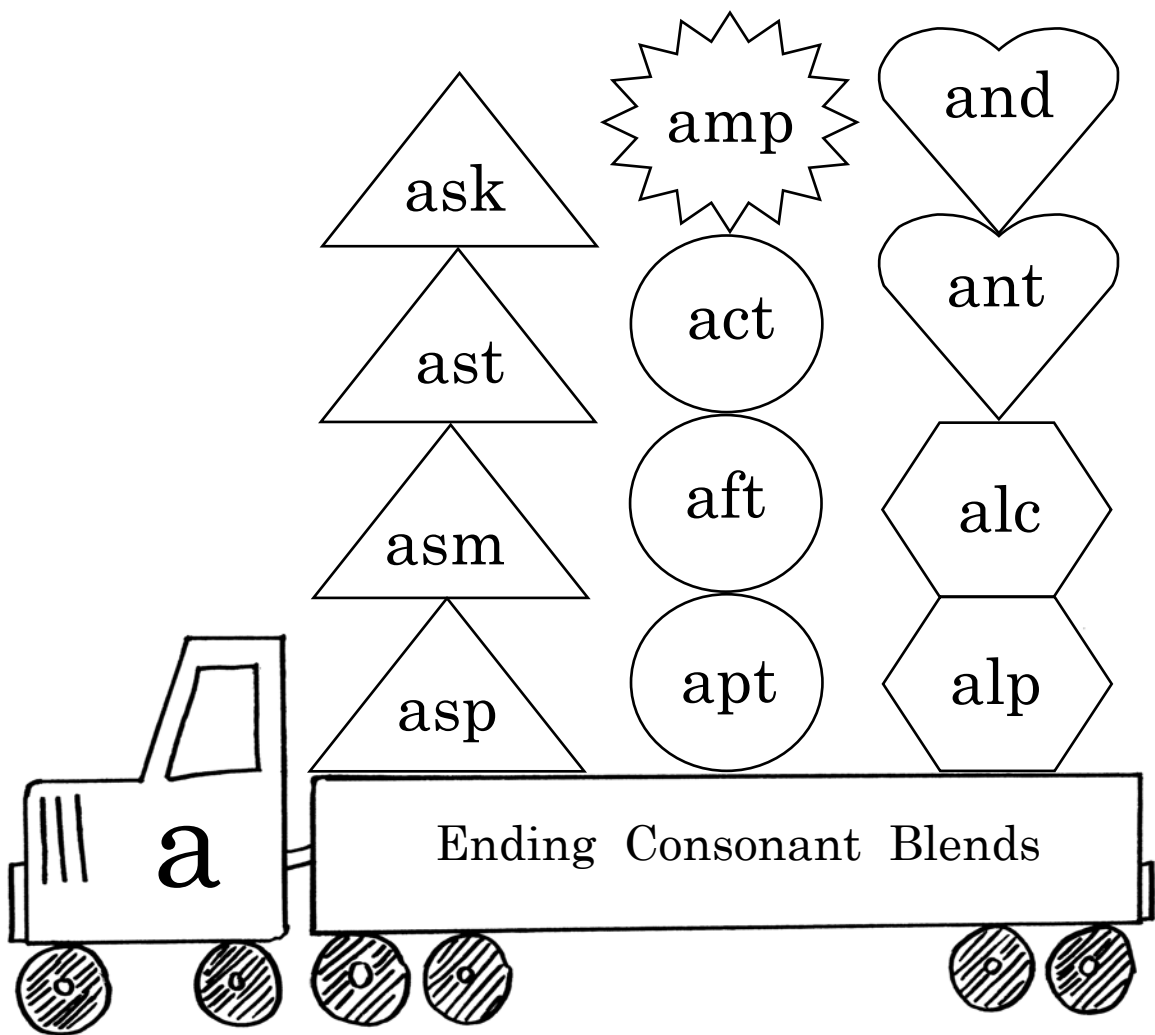 ask
ast
asm
asp
amp
act
aft
apt
and
ant
alc
alp
a
Ending Consonant Blends